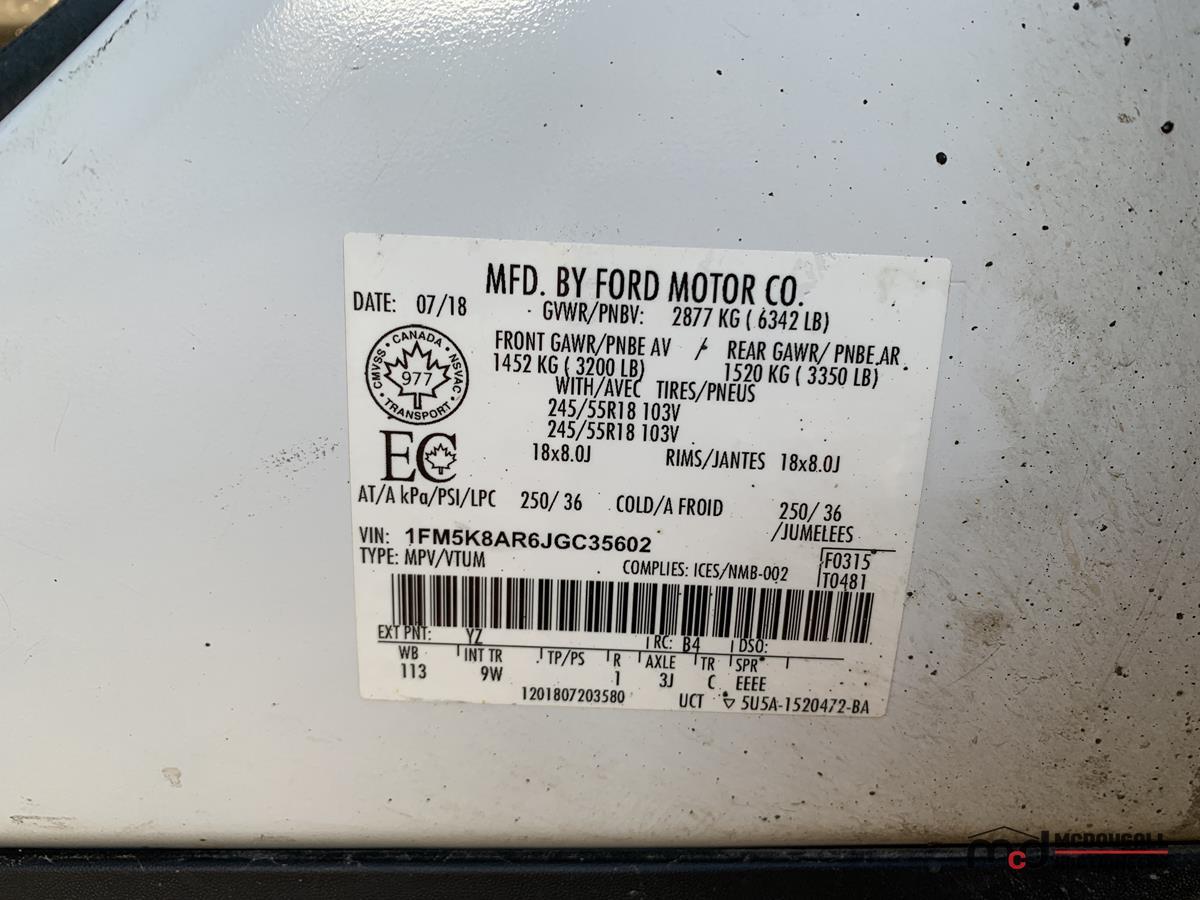 MFD. BY FORD MOTOR CO.
DATE: 07/18
GVWR/PNBV: 2877 KG ( 6342 LB)
FRONT GAWR/PNBE AV / REAR GAWR/ PNBE AR
1452 KG ( 3200 LB) 1520 KG ( 3350 LB)
WITH/AVEC TIRES/PNEUS
245/55R18 103V
245/55R18 103V
18x8.0J RIMS/JANTES 18x8.0J
CANADA
CMVSS NSVAC
977
TRANSPORT
EC
AT/A kPa/PSI/LPC 250/ 36 COLD/A FROID 250/ 36
/JUMELEES
VIN: 1FM5K8AR6JGC35602
TYPE: MPV/VTUM
COMPLIES: ICES/NMB-002
F0315
T0481
EXT PNT: YZ RC: B4 DSO:
WB INT TR TP/PS R AXLE TR SPR
113 9W 1 3J C EEEE
1201807203580 UCT ▽ 5U5A-1520472-BA
mcd MCDOUGALL